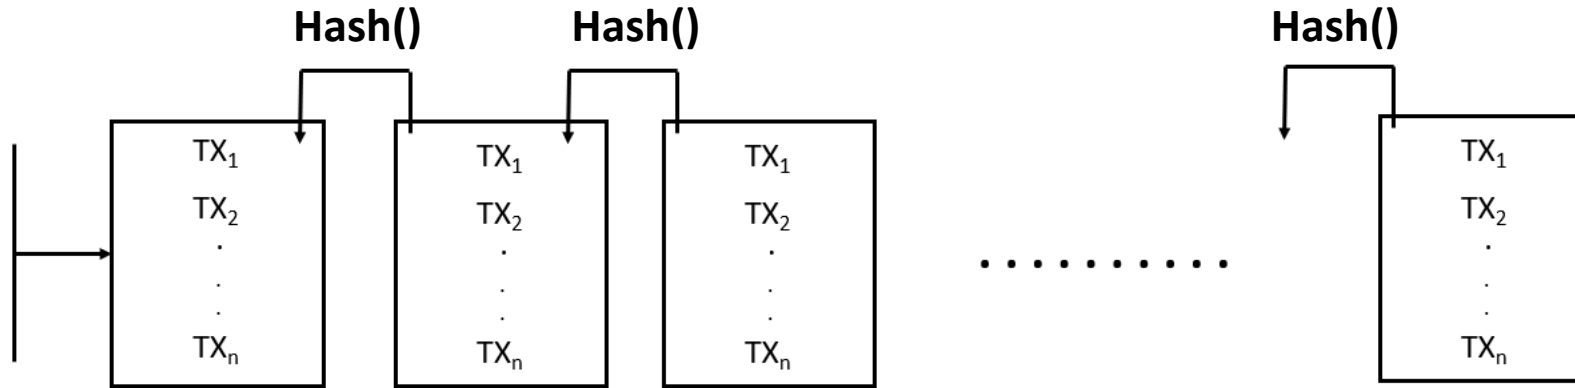 Hash() Hash() Hash()
TX₁ TX₁ TX₁ TX₁
TX₂ TX₂ TX₂ TX₂
. . . .
. . . .
. . . .
TXₙ TXₙ TXₙ TXₙ
..........